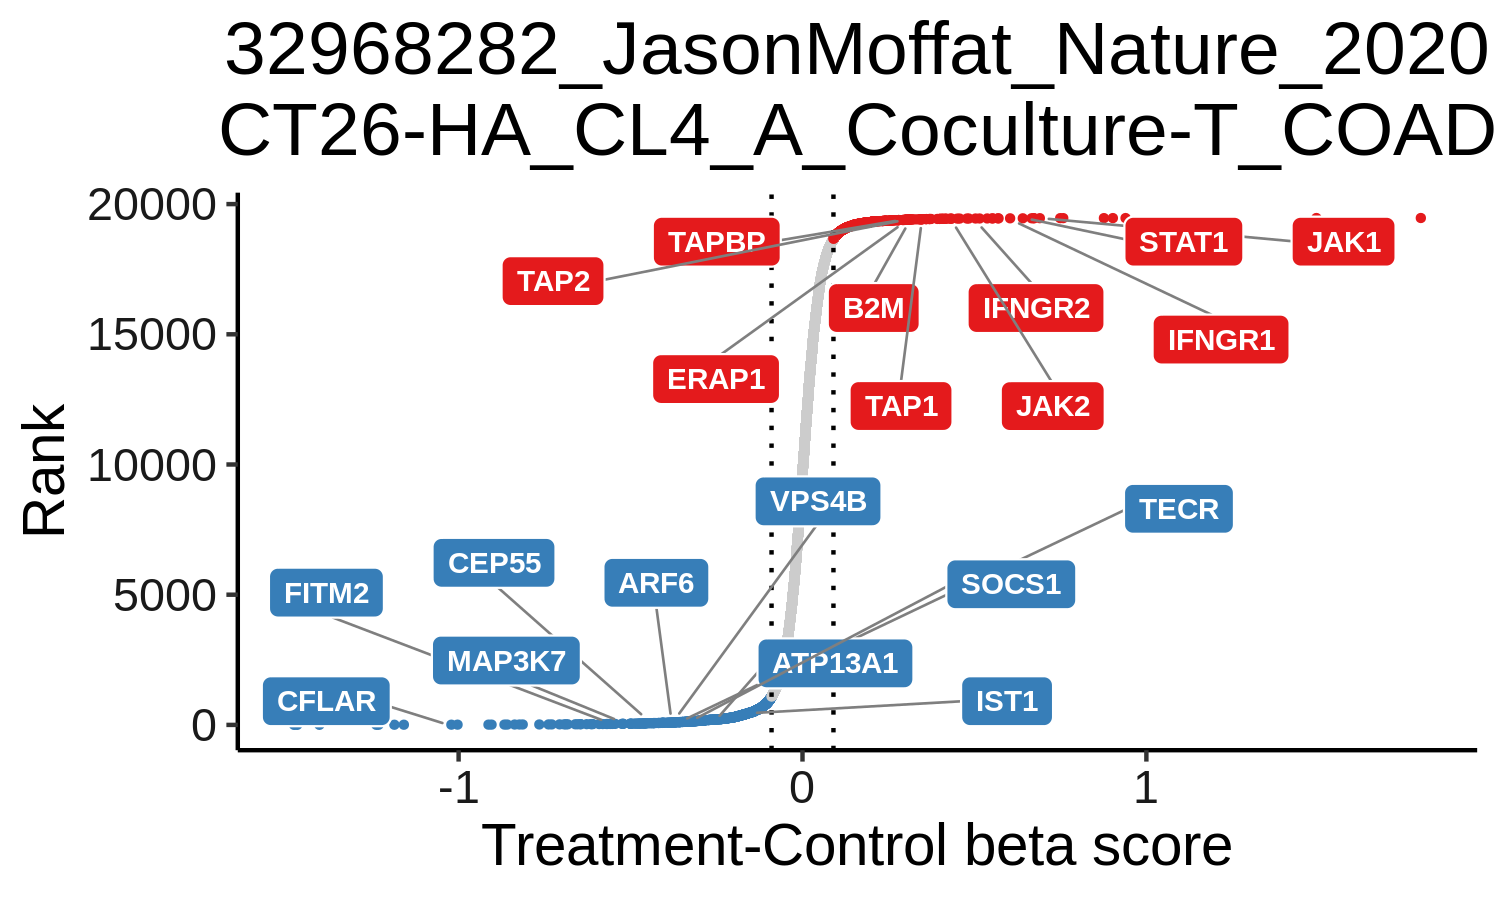 32968282_JasonMoffat_Nature_2020
CT26-HA_CL4_A_Coculture-T_COAD
20000
15000
10000
5000
0
Rank
TAPBP
STAT1
JAK1
TAP2
B2M
IFNGR2
IFNGR1
ERAP1
TAP1
JAK2
VPS4B
TECR
CEP55
ARF6
SOCS1
FITM2
MAP3K7
ATP13A1
CFLAR
IST1
-1
0
1
Treatment-Control beta score